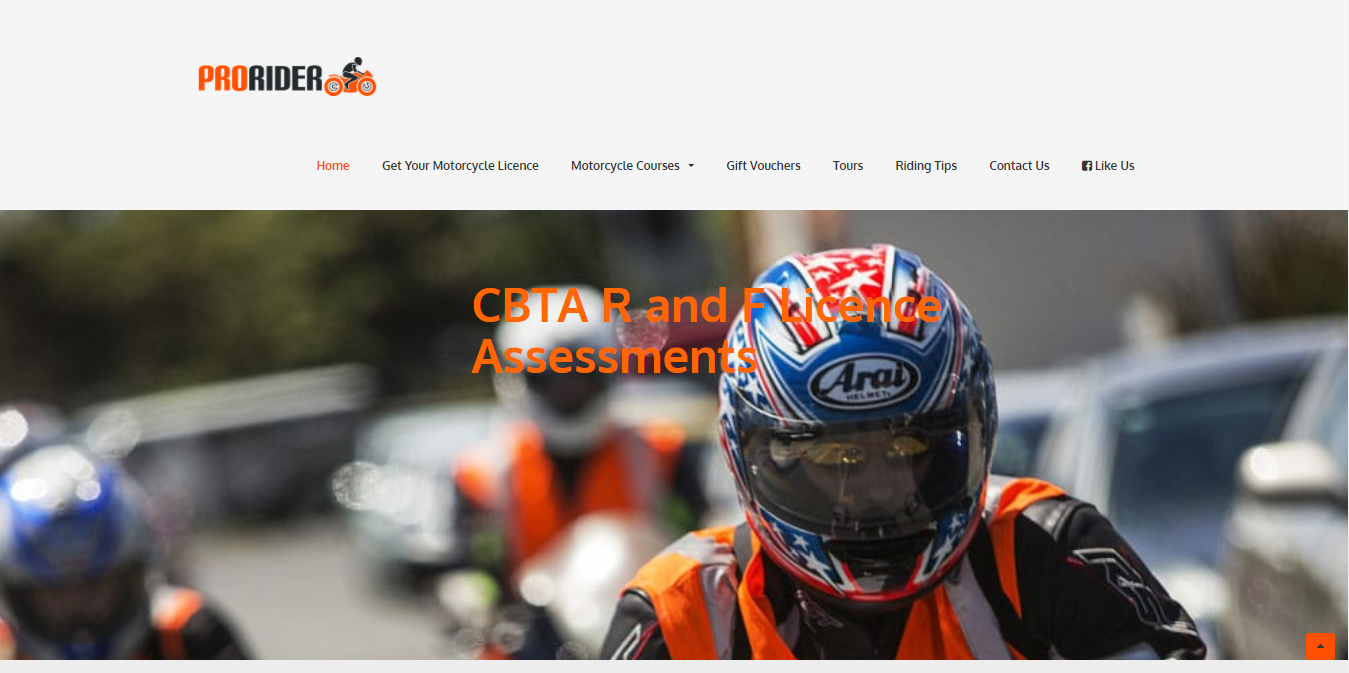 PRORIDER
Home Get Your Motorcycle Licence Motorcycle Courses Gift Vouchers Tours Riding Tips Contact Us Like Us
CBTA R and F Licence
Assessments
Arai
HELMET